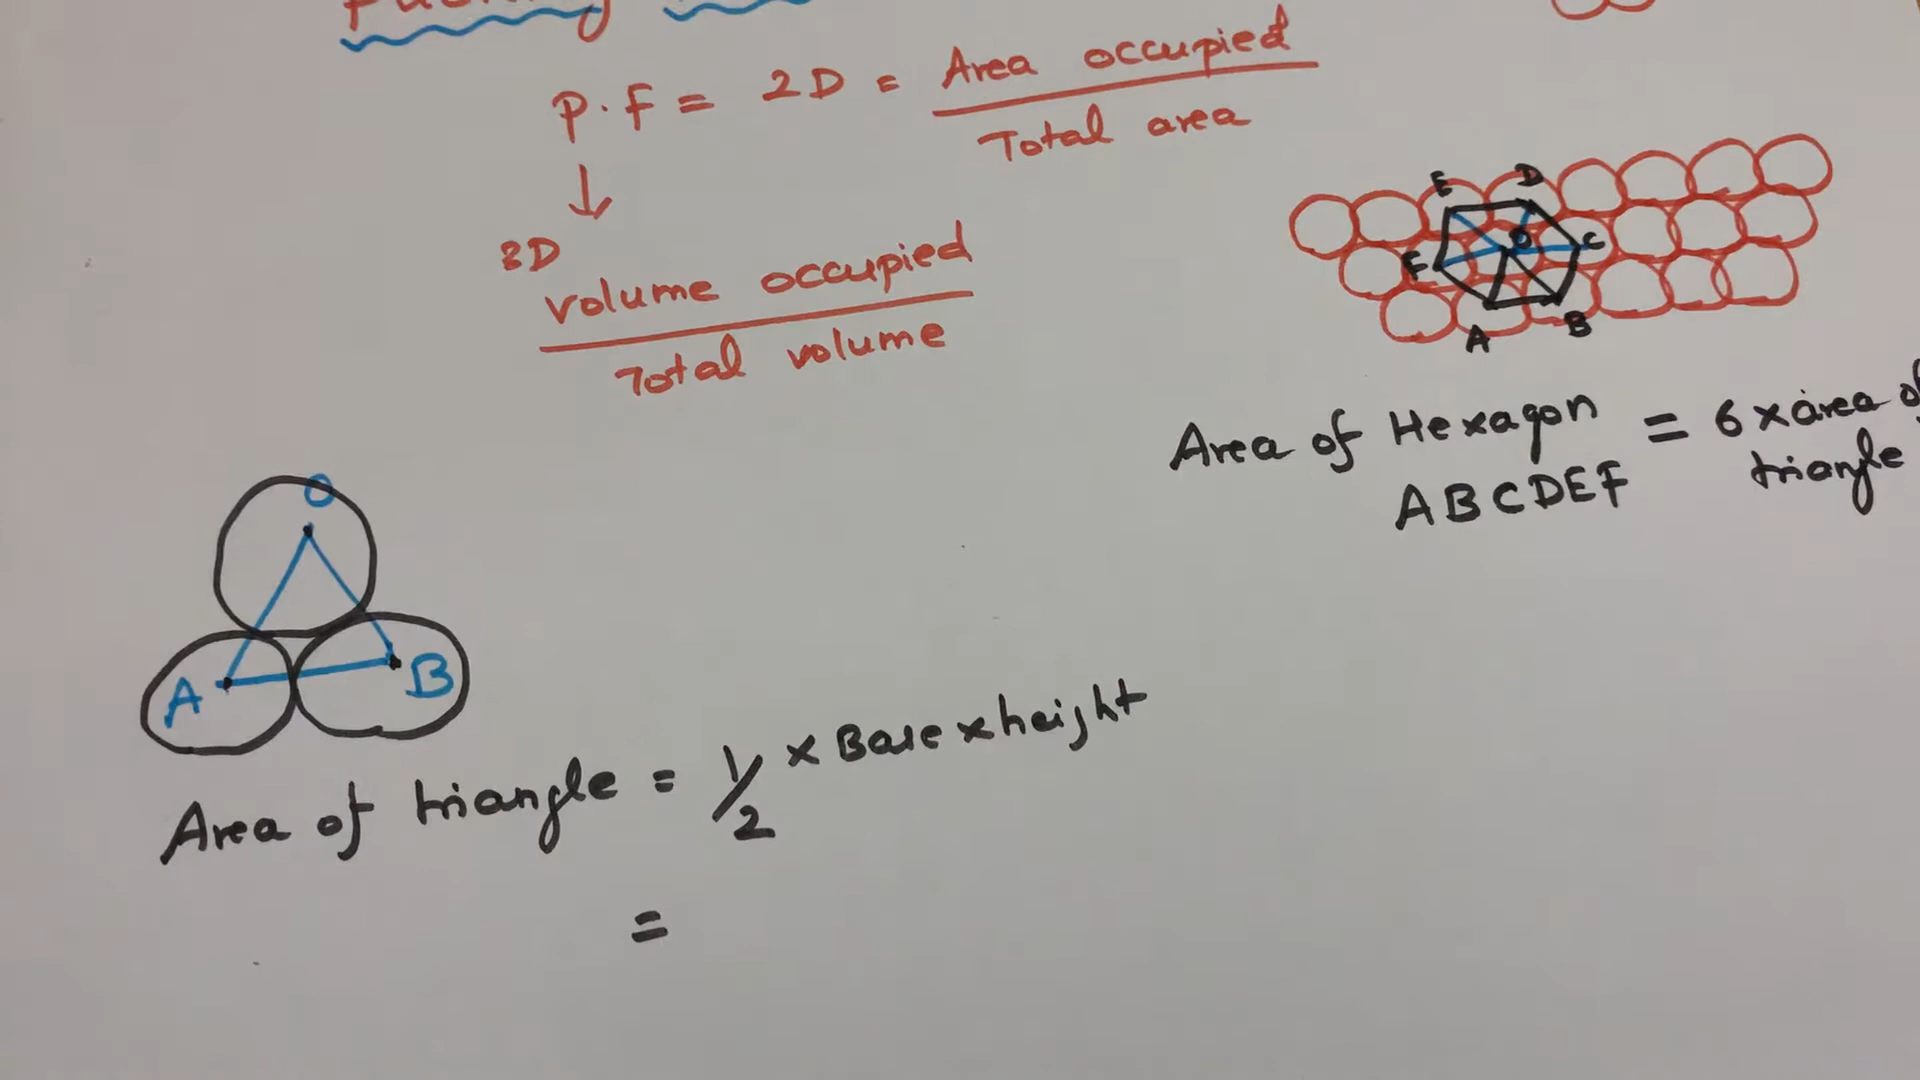 P.F = 2D = Area occupied
Total area
3D
volume occupied
Total volume
E D
F O C
A B
Area of Hexagon = 6 x area
ABCDEF triangle
O
A B
Area of triangle = 1/2 x Base x height
=